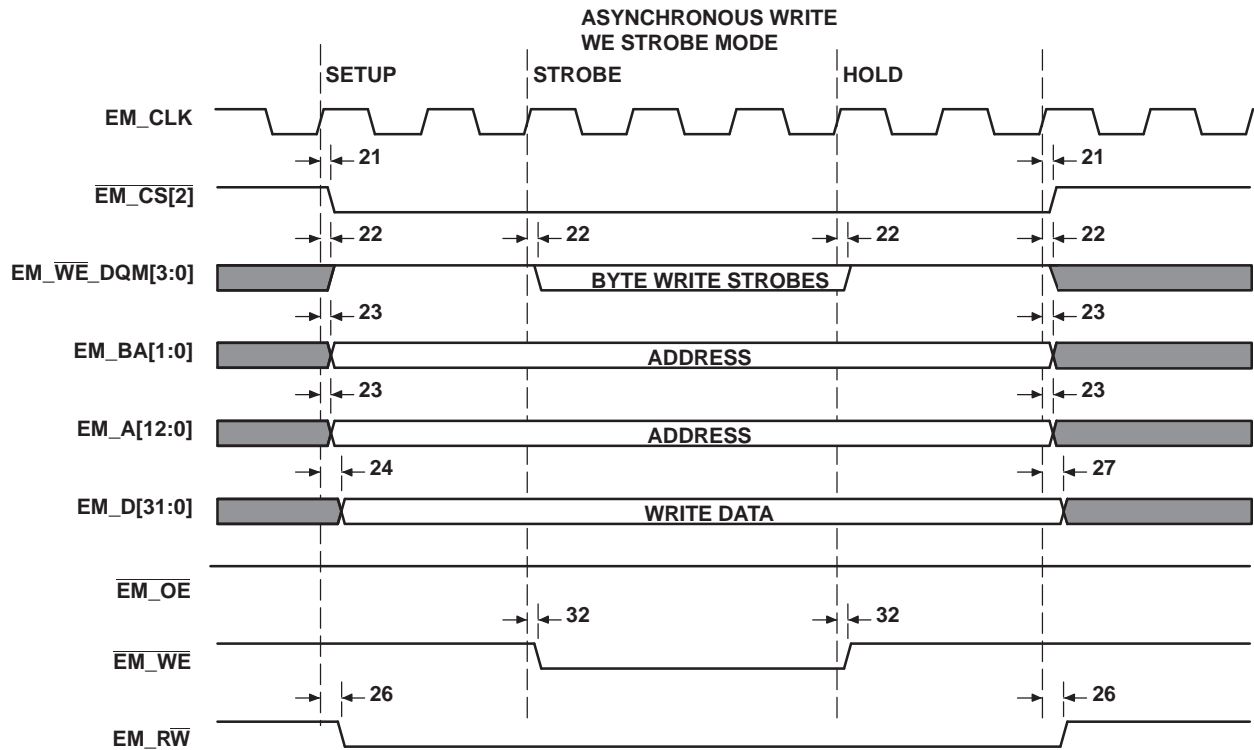 ASYNCHRONOUS WRITE
WE STROBE MODE
SETUP STROBE HOLD
EM_CLK
21 21
EM_CS[2]
22 22 22 22
EM_WE_DQM[3:0] BYTE WRITE STROBES
23 23
EM_BA[1:0] ADDRESS
23 23
EM_A[12:0] ADDRESS
24 27
EM_D[31:0] WRITE DATA
EM_OE
32 32
EM_WE
26 26
EM_RW